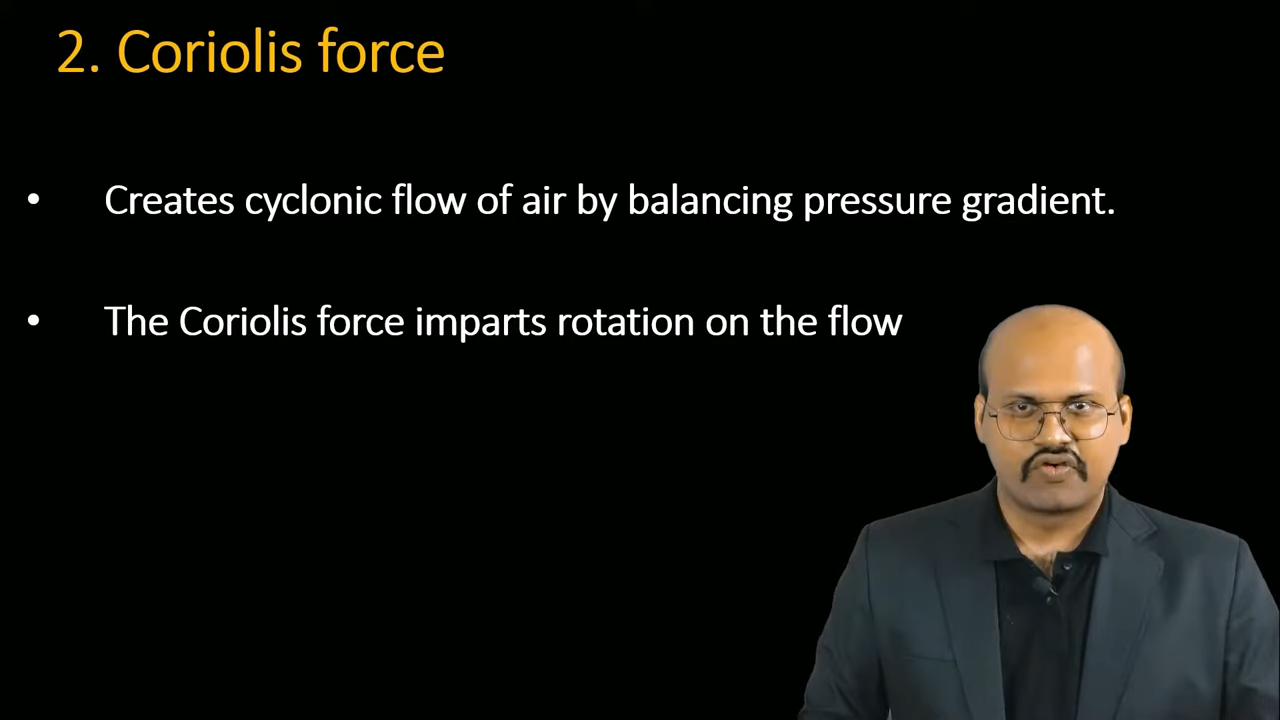 2. Coriolis force
• Creates cyclonic flow of air by balancing pressure gradient.
• The Coriolis force imparts rotation on the flow